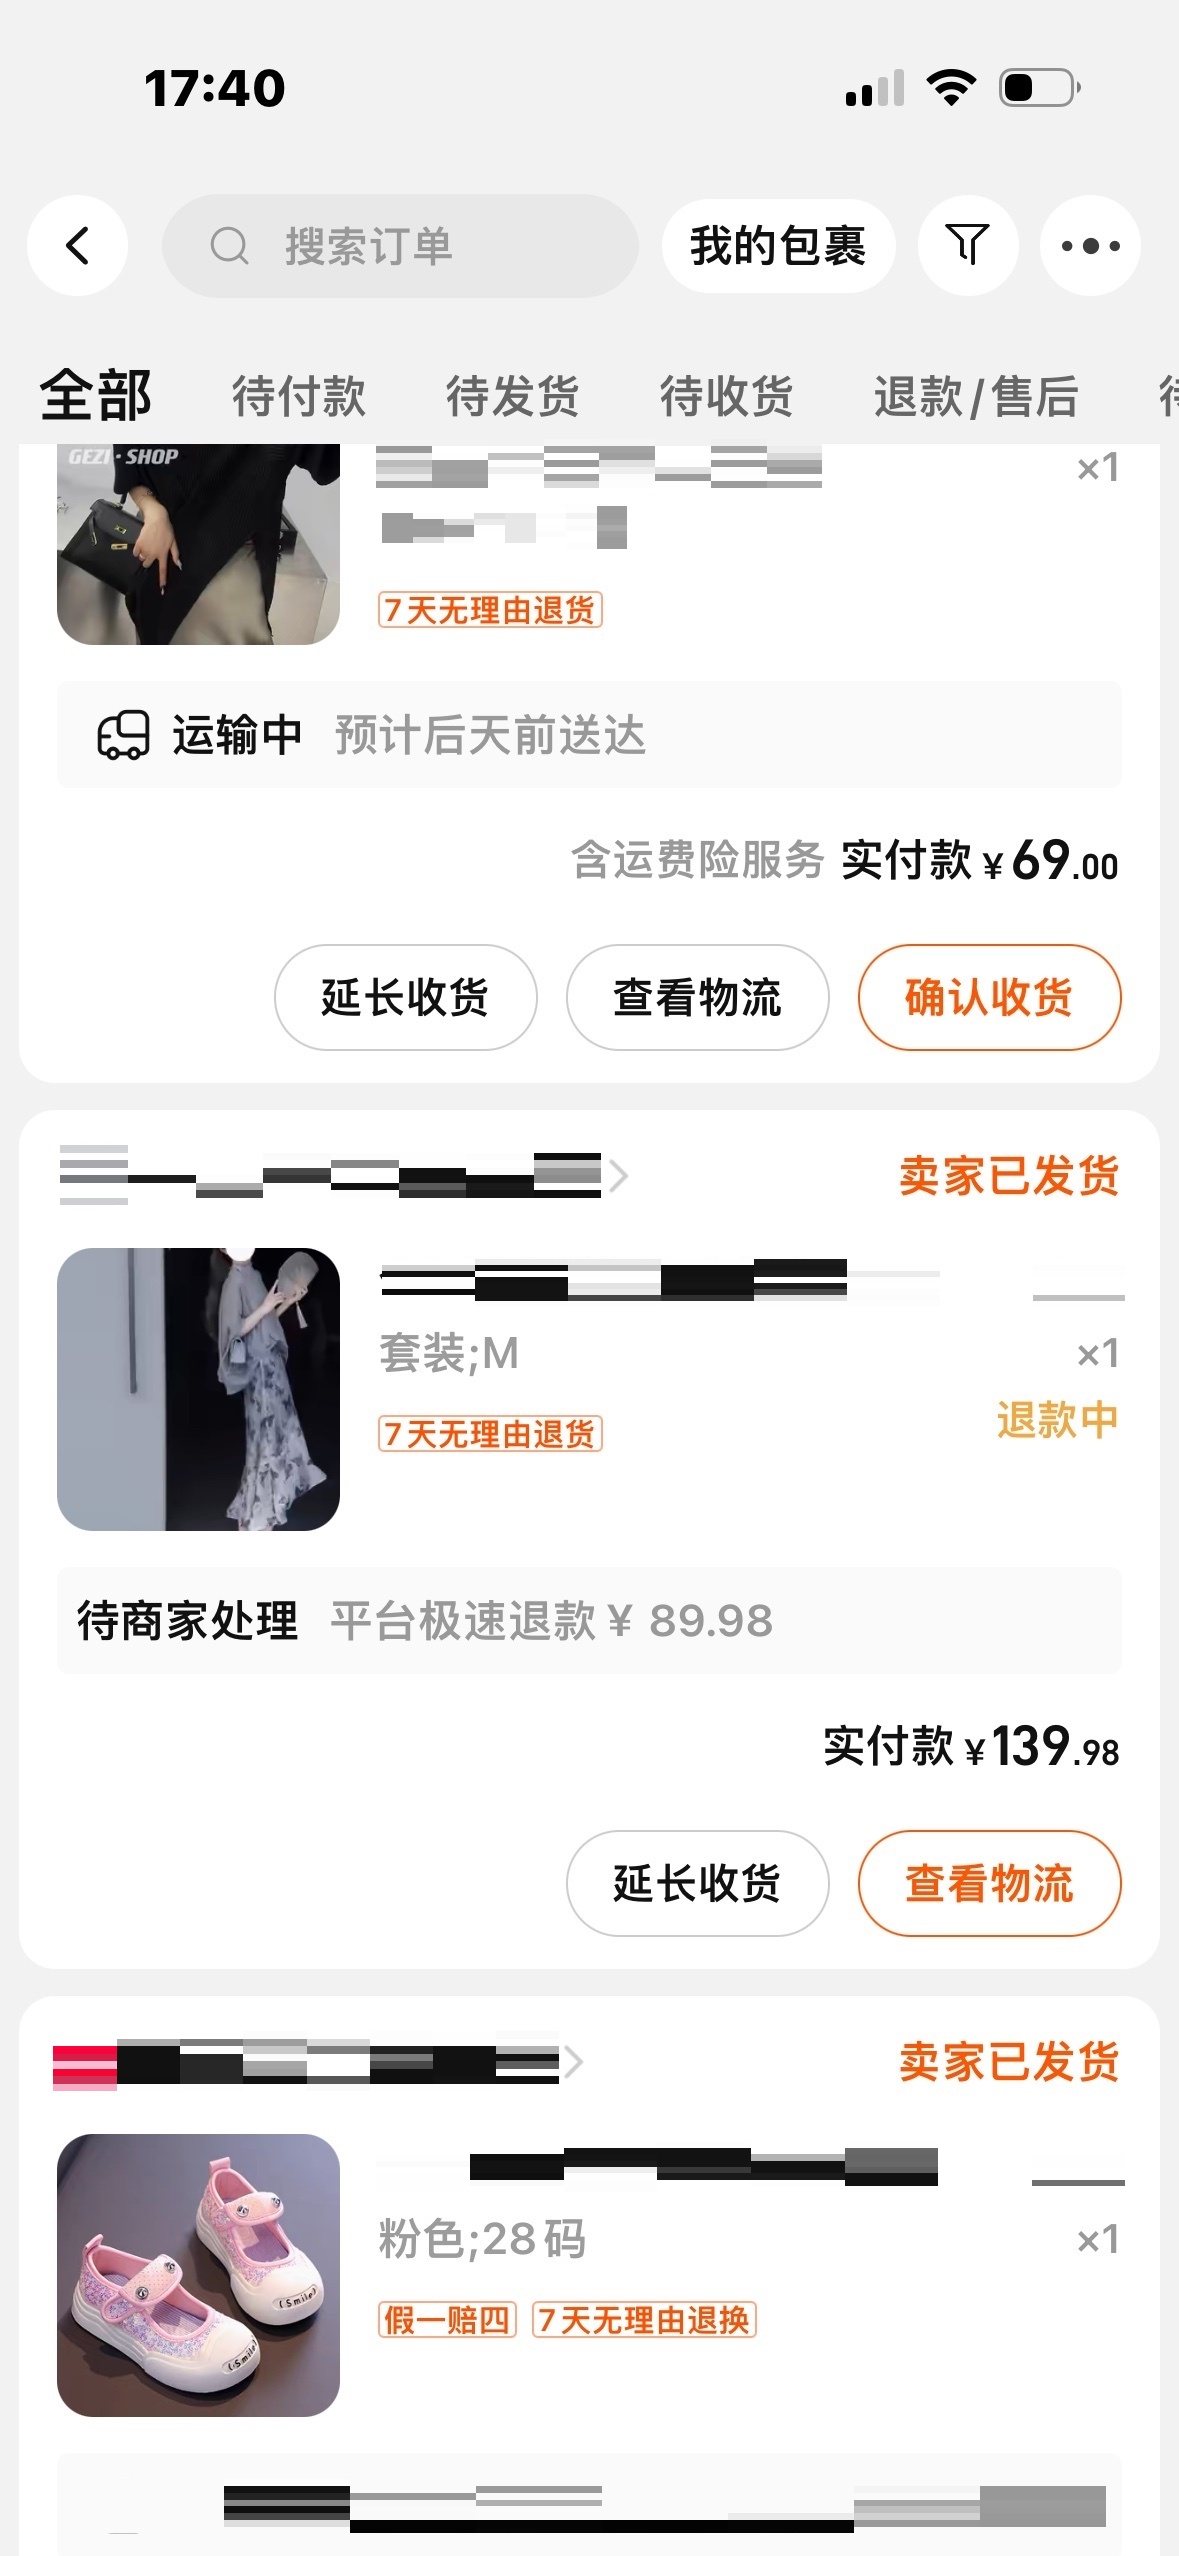 17:40
搜索订单 我的包裹
全部 待付款 待发货 待收货 退款/售后
GEZI·SHOP
×1
7天无理由退货
运输中 预计后天前送达
含运费险服务 实付款 ¥69.00
延长收货 查看物流 确认收货
卖家已发货
套装;M ×1
7天无理由退货 退款中
待商家处理 平台极速退款 ¥ 89.98
实付款 ¥139.98
延长收货 查看物流
卖家已发货
(Smile)
(Smile)
粉色;28码 ×1
假一赔四 7天无理由退换